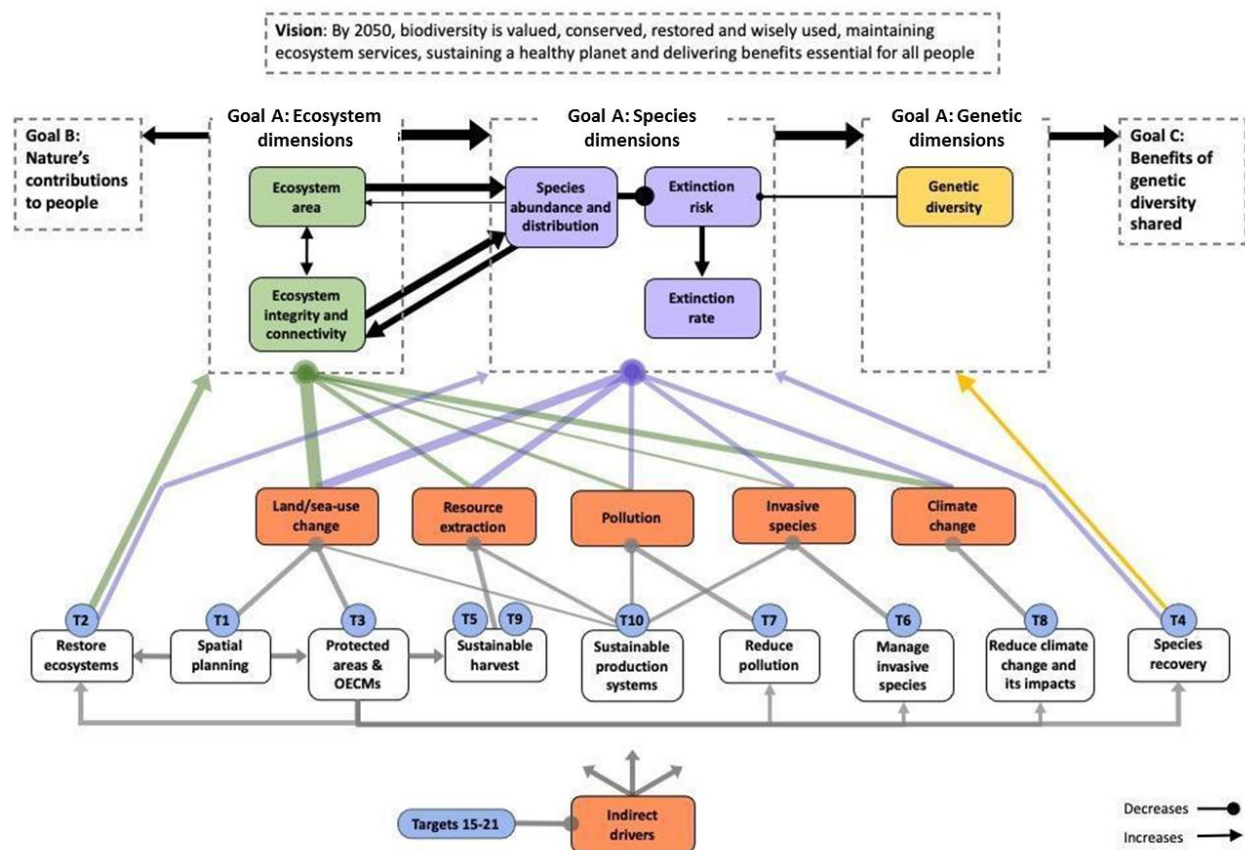 Vision: By 2050, biodiversity is valued, conserved, restored and wisely used, maintaining
ecosystem services, sustaining a healthy planet and delivering benefits essential for all people
Goal B:
Nature's
contributions
to people
Goal A: Ecosystem
dimensions
Goal A: Species
dimensions
Goal A: Genetic
dimensions
Goal C:
Benefits of
genetic
diversity
shared
Ecosystem
area
Species
abundance and
distribution
Extinction
risk
Genetic
diversity
Ecosystem
integrity and
connectivity
Extinction
rate
Land/sea-use
change
Resource
extraction
Pollution
Invasive
species
Climate
change
T2
Restore
ecosystems
T1
Spatial
planning
T3
Protected
areas &
OECMs
T5
T9
Sustainable
harvest
T10
Sustainable
production
systems
T7
Reduce
pollution
T6
Manage
invasive
species
T8
Reduce climate
change and
its impacts
T4
Species
recovery
Targets 15-21
Indirect
drivers
Decreases
Increases